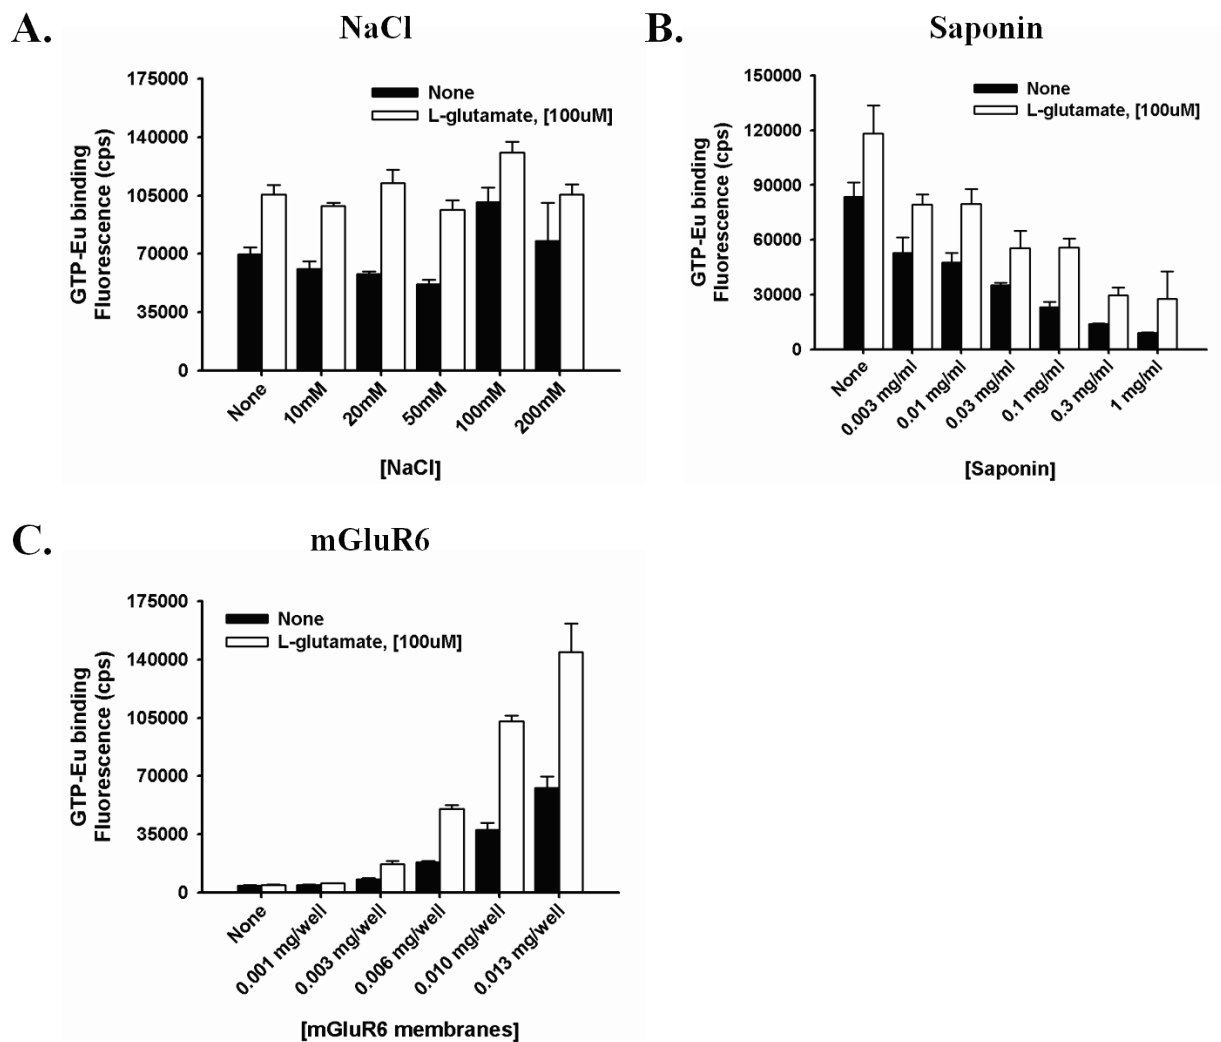 A.
NaCl
175000
140000
105000
70000
35000
0
GTP-Eu binding
Fluorescence (cps)
None
L-glutamate, [100uM]
None
10mM
20mM
50mM
100mM
200mM
[NaCl]
B.
Saponin
150000
120000
90000
60000
30000
0
GTP-Eu binding
Fluorescence (cps)
None
L-glutamate, [100uM]
None
0.003 mg/ml
0.01 mg/ml
0.03 mg/ml
0.1 mg/ml
0.3 mg/ml
1 mg/ml
[Saponin]
C.
mGluR6
175000
140000
105000
70000
35000
0
GTP-Eu binding
Fluorescence (cps)
None
L-glutamate, [100uM]
None
0.001 mg/well
0.003 mg/well
0.006 mg/well
0.010 mg/well
0.013 mg/well
[mGluR6 membranes]